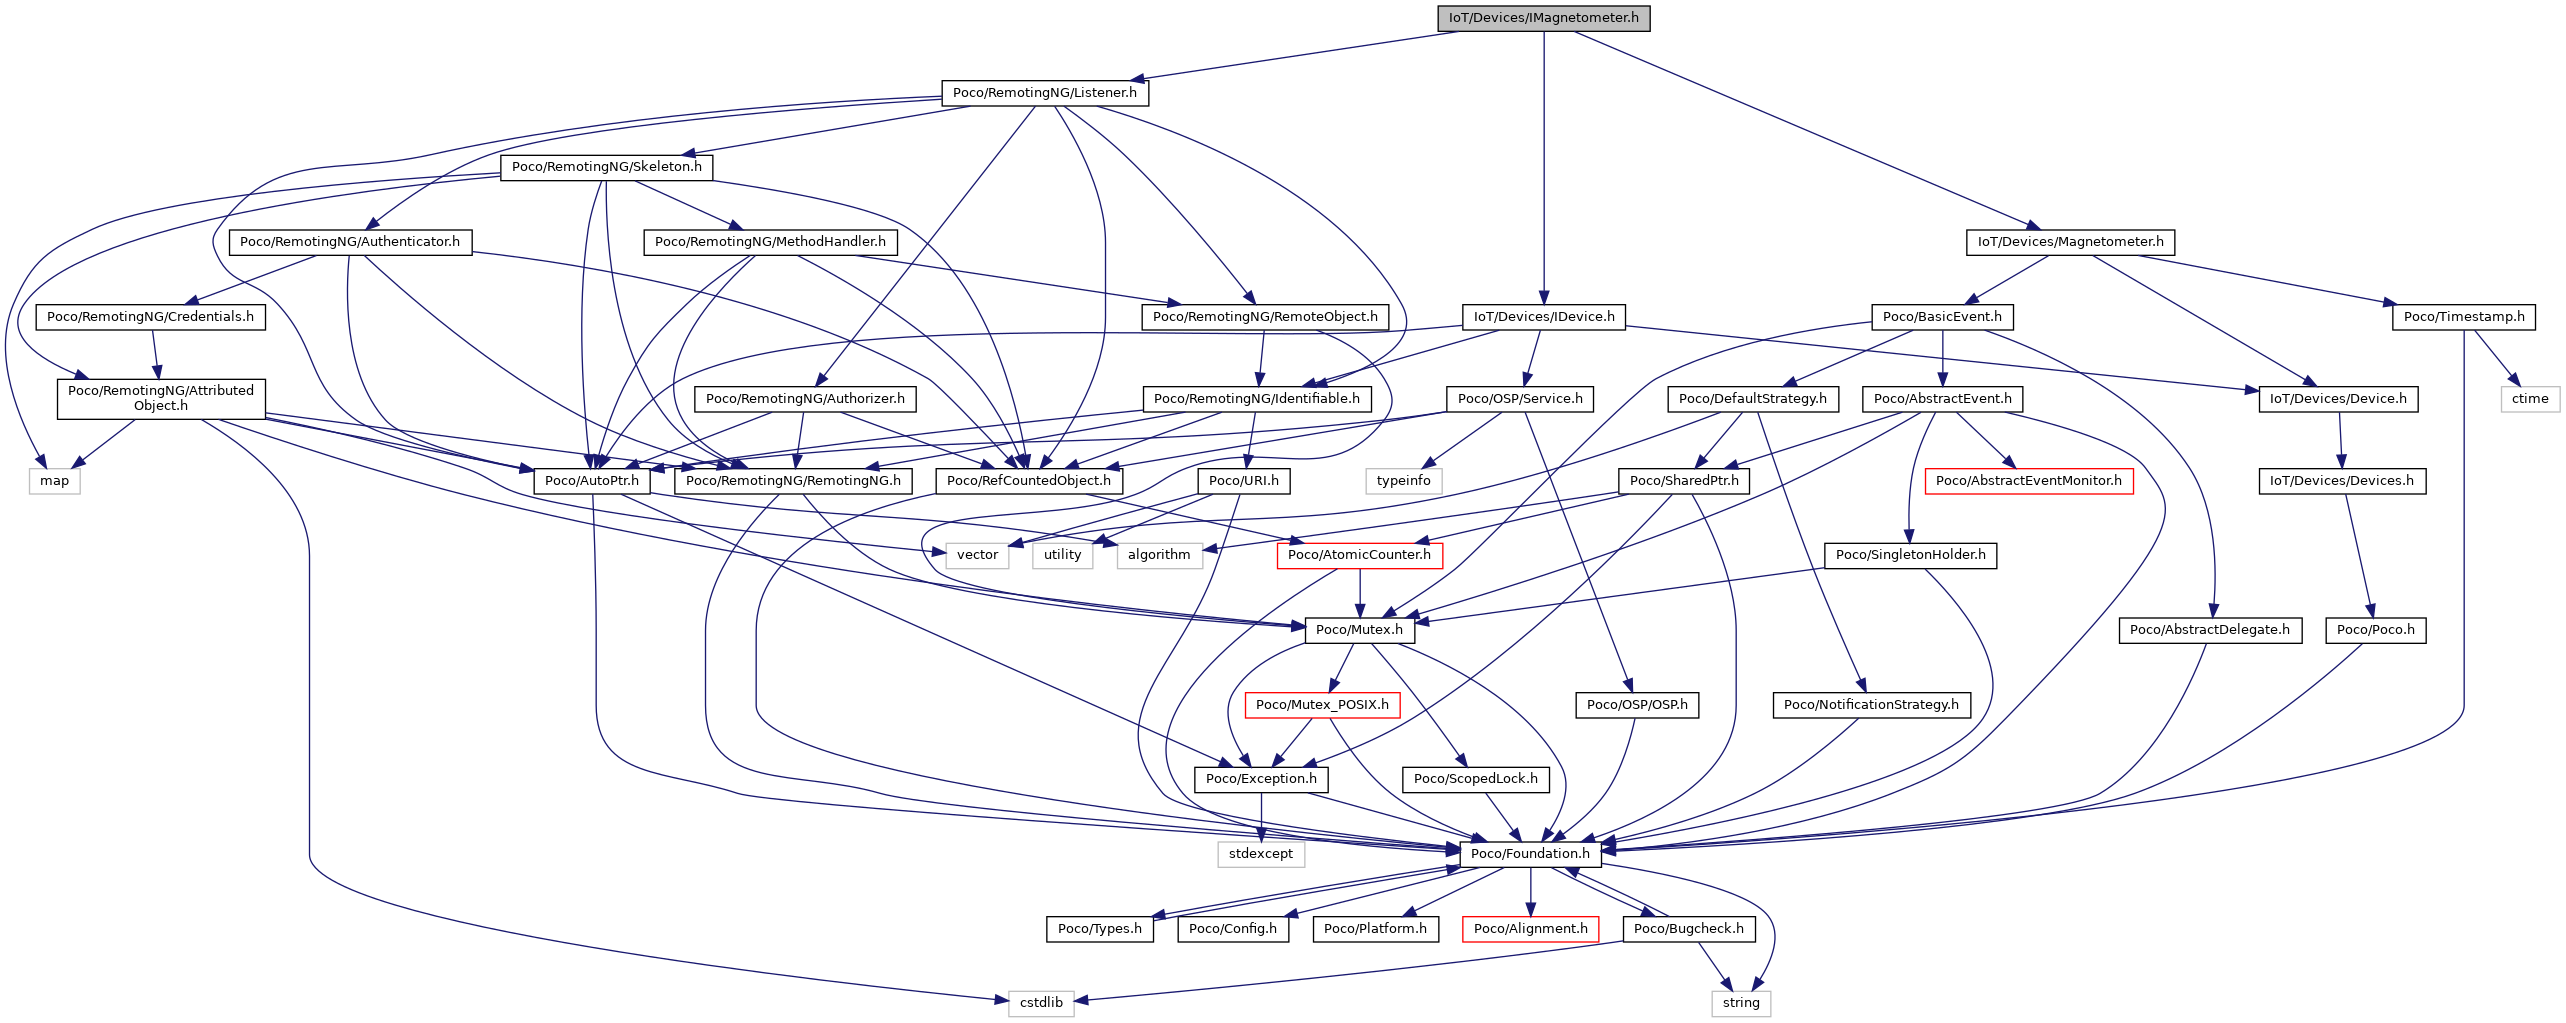 IoT/Devices/IMagnetometer.h
Poco/RemotingNG/Listener.h
Poco/RemotingNG/Skeleton.h
Poco/RemotingNG/Authenticator.h
Poco/RemotingNG/MethodHandler.h
IoT/Devices/Magnetometer.h
Poco/RemotingNG/Credentials.h
Poco/RemotingNG/RemoteObject.h
IoT/Devices/IDevice.h
Poco/BasicEvent.h
Poco/Timestamp.h
Poco/RemotingNG/Attributed
Object.h
Poco/RemotingNG/Authorizer.h
Poco/RemotingNG/Identifiable.h
Poco/OSP/Service.h
Poco/DefaultStrategy.h
Poco/AbstractEvent.h
IoT/Devices/Device.h
ctime
map
Poco/AutoPtr.h
Poco/RemotingNG/RemotingNG.h
Poco/RefCountedObject.h
Poco/URI.h
typeinfo
Poco/SharedPtr.h
Poco/AbstractEventMonitor.h
IoT/Devices/Devices.h
vector
utility
algorithm
Poco/AtomicCounter.h
Poco/SingletonHolder.h
Poco/Mutex.h
Poco/AbstractDelegate.h
Poco/Poco.h
Poco/Mutex_POSIX.h
Poco/OSP/OSP.h
Poco/NotificationStrategy.h
Poco/Exception.h
Poco/ScopedLock.h
stdexcept
Poco/Foundation.h
Poco/Types.h
Poco/Config.h
Poco/Platform.h
Poco/Alignment.h
Poco/Bugcheck.h
cstdlib
string